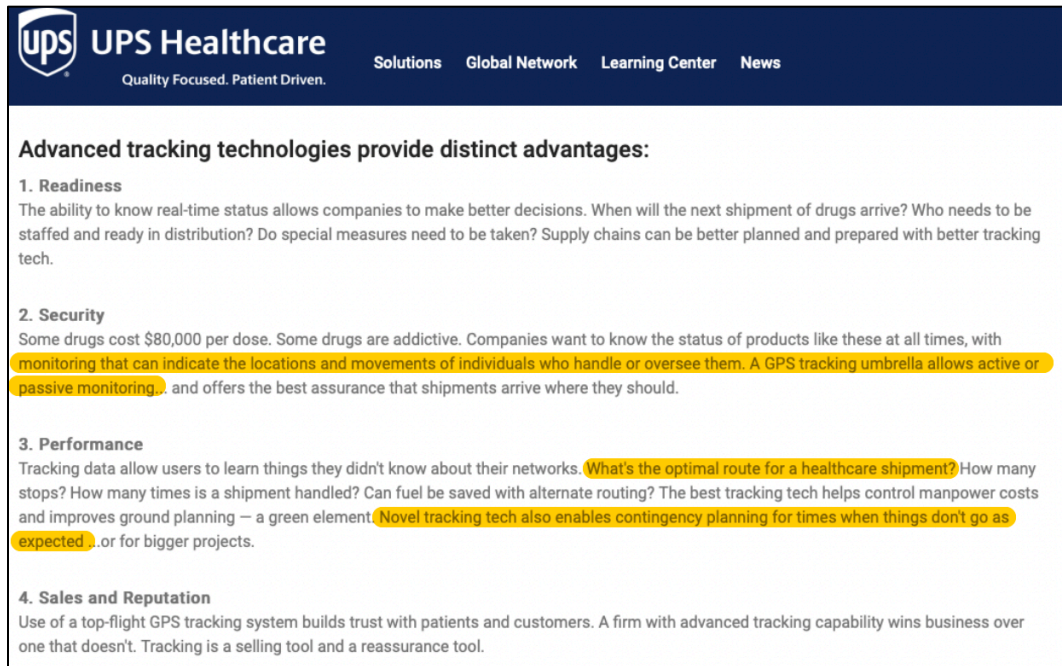 ups UPS Healthcare
Quality Focused. Patient Driven.
Solutions Global Network Learning Center News
Advanced tracking technologies provide distinct advantages:
1. Readiness
The ability to know real-time status allows companies to make better decisions. When will the next shipment of drugs arrive? Who needs to be
staffed and ready in distribution? Do special measures need to be taken? Supply chains can be better planned and prepared with better tracking
tech.
2. Security
Some drugs cost $80,000 per dose. Some drugs are addictive. Companies want to know the status of products like these at all times, with
monitoring that can indicate the locations and movements of individuals who handle or oversee them. A GPS tracking umbrella allows active or
passive monitoring... and offers the best assurance that shipments arrive where they should.
3. Performance
Tracking data allow users to learn things they didn't know about their networks. What's the optimal route for a healthcare shipment? How many
stops? How many times is a shipment handled? Can fuel be saved with alternate routing? The best tracking tech helps control manpower costs
and improves ground planning — a green element. Novel tracking tech also enables contingency planning for times when things don't go as
expected ...or for bigger projects.
4. Sales and Reputation
Use of a top-flight GPS tracking system builds trust with patients and customers. A firm with advanced tracking capability wins business over
one that doesn't. Tracking is a selling tool and a reassurance tool.